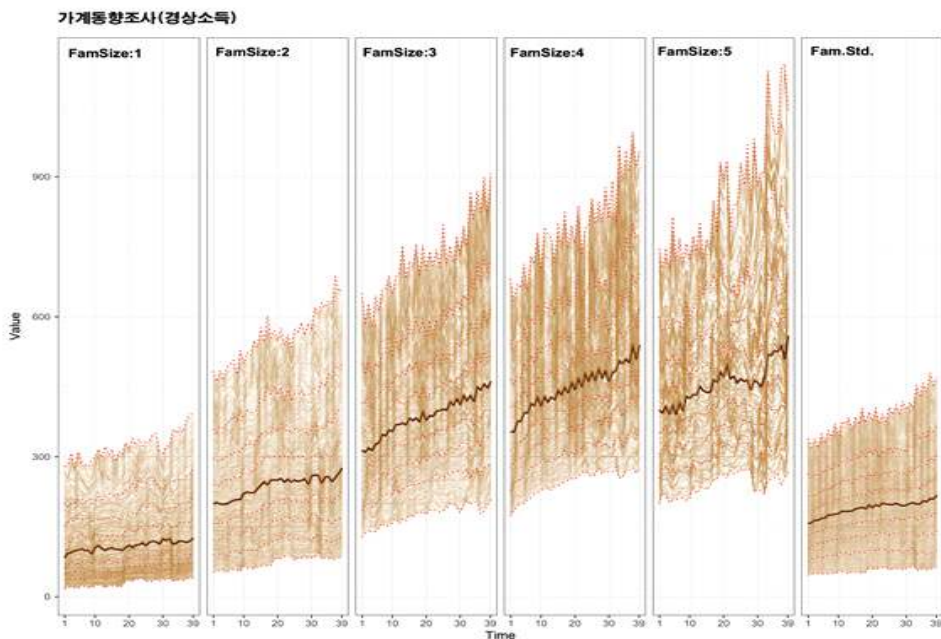 가계동향조사(경상소득)
FamSize:1 FamSize:2 FamSize:3 FamSize:4 FamSize:5 Fam.Std.
Value
900
600
300
0
1 10 20 30 39 1 10 20 30 39 1 10 20 30 39 1 10 20 30 39 1 10 20 30 39 1 10 20 30 39
Time